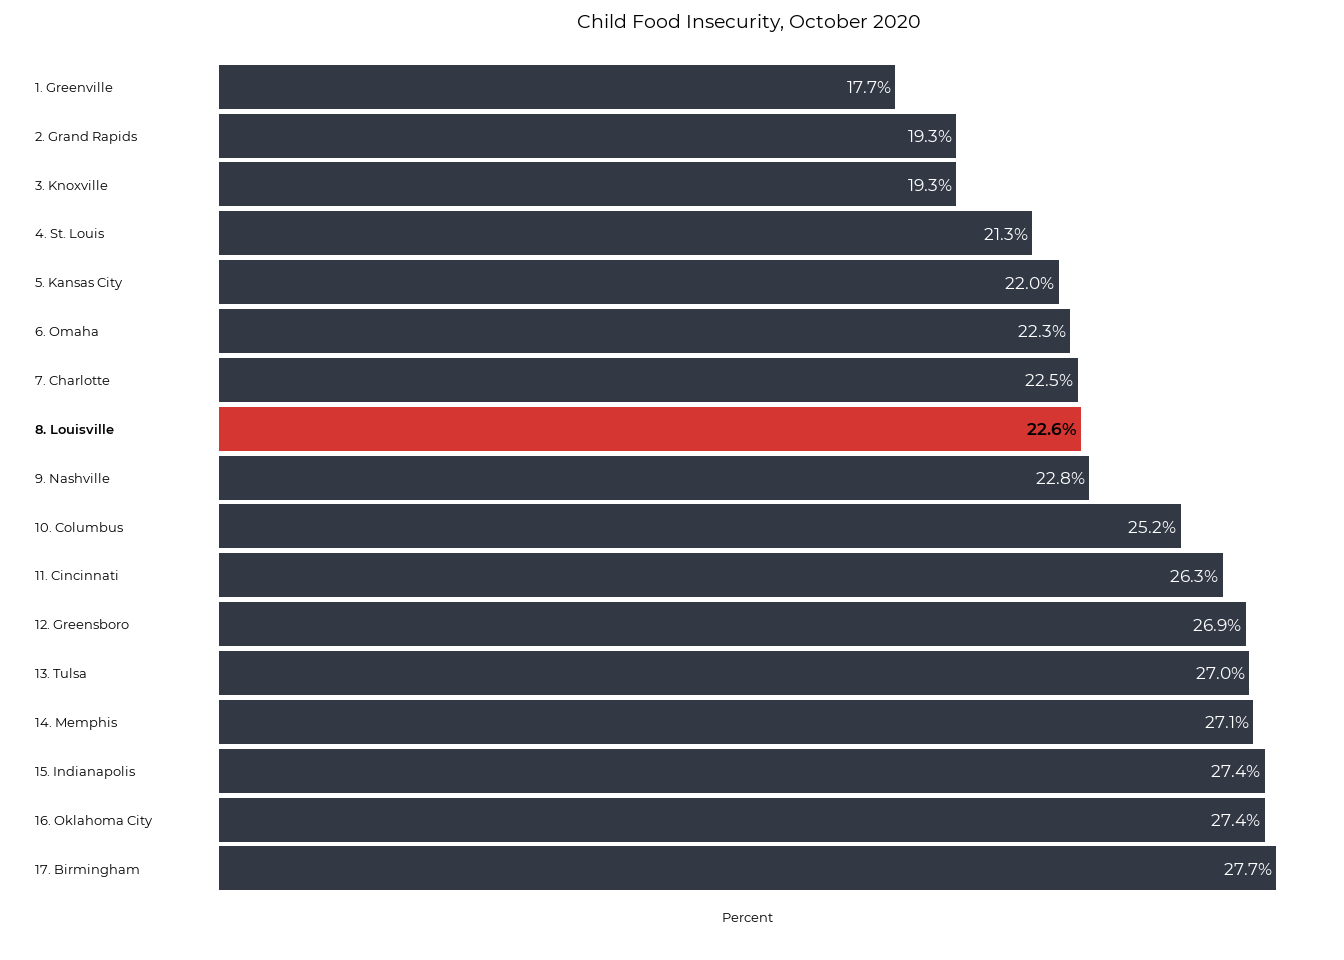 Child Food Insecurity, October 2020
1. Greenville 17.7%
2. Grand Rapids 19.3%
3. Knoxville 19.3%
4. St. Louis 21.3%
5. Kansas City 22.0%
6. Omaha 22.3%
7. Charlotte 22.5%
8. Louisville 22.6%
9. Nashville 22.8%
10. Columbus 25.2%
11. Cincinnati 26.3%
12. Greensboro 26.9%
13. Tulsa 27.0%
14. Memphis 27.1%
15. Indianapolis 27.4%
16. Oklahoma City 27.4%
17. Birmingham 27.7%
Percent